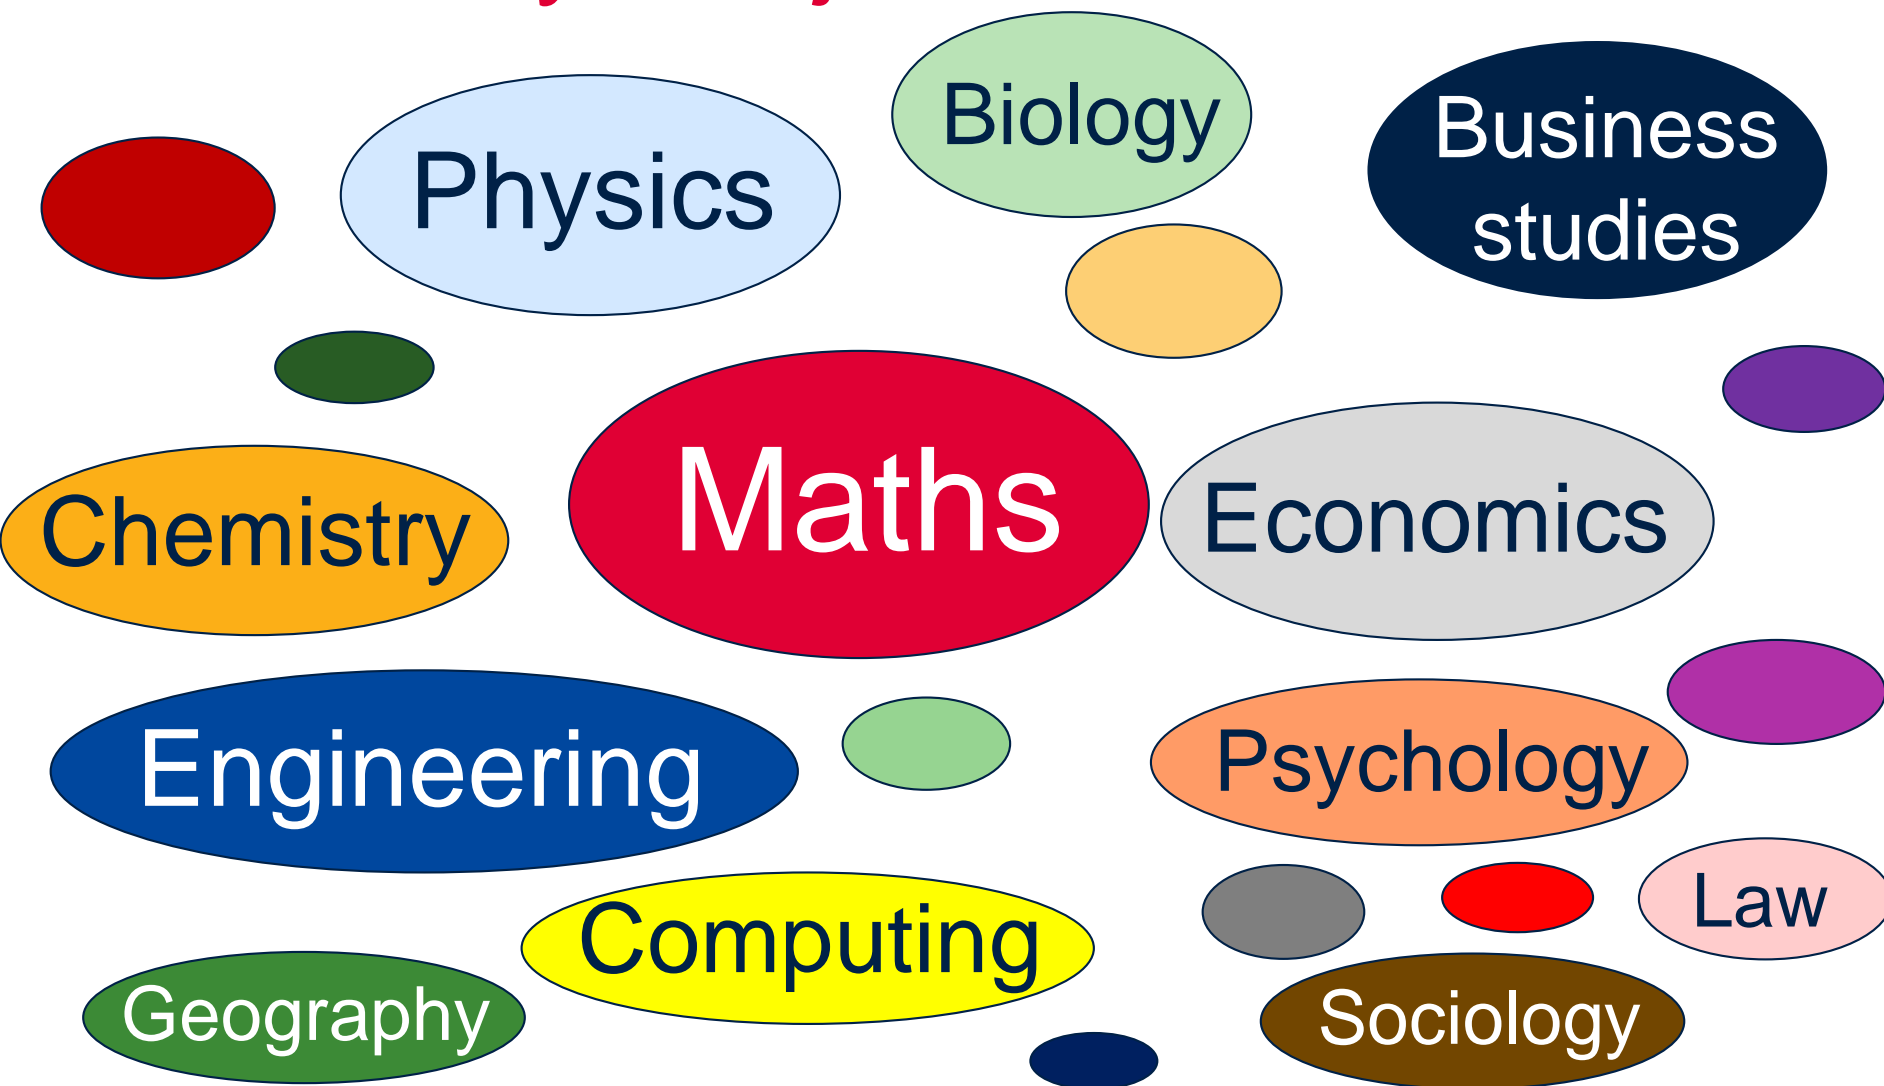 Biology
Business
studies
Physics
Maths
Economics
Chemistry
Engineering
Psychology
Law
Computing
Geography
Sociology